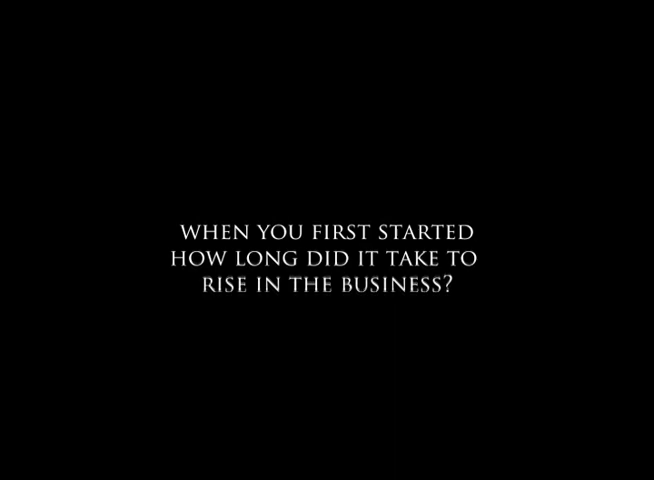 WHEN YOU FIRST STARTED
HOW LONG DID IT TAKE TO
RISE IN THE BUSINESS?